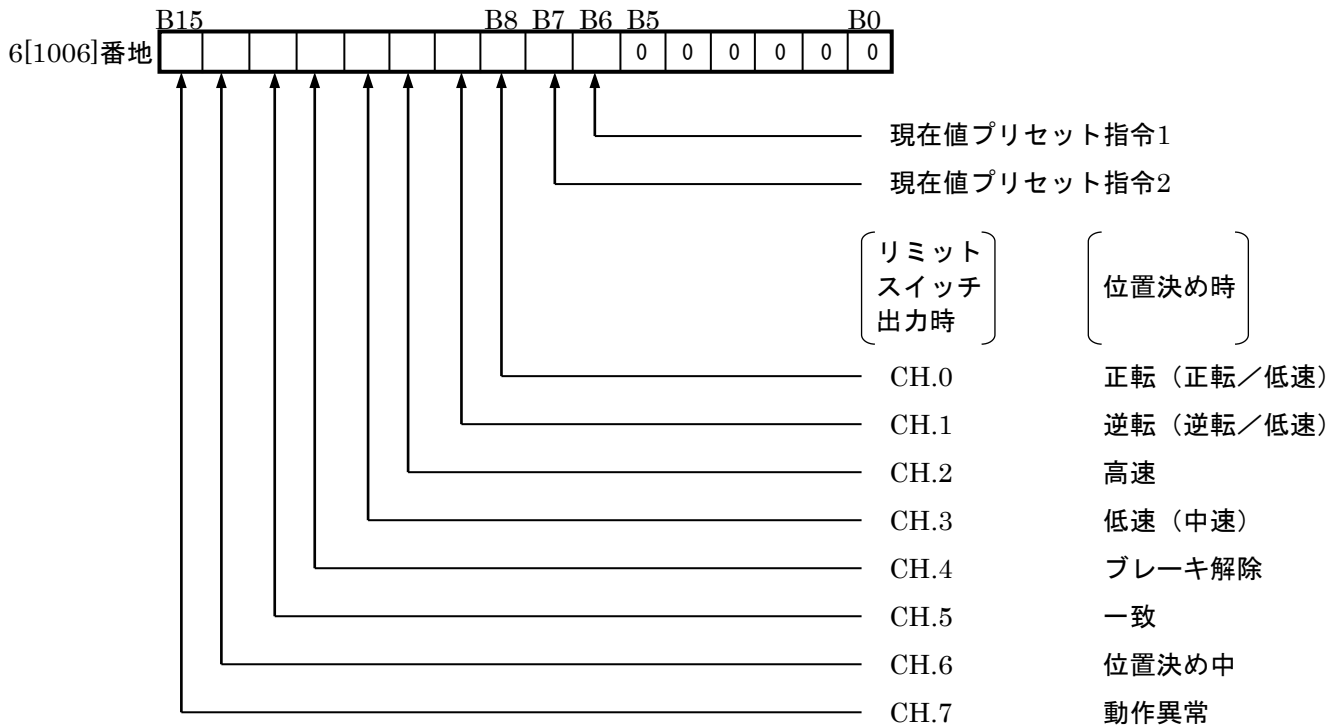 B15 B8 B7 B6 B5 B0
6[1006]番地 0 0 0 0 0 0
現在値プリセット指令1
現在値プリセット指令2
リミット
スイッチ 位置決め時
出力時
CH.0 正転（正転／低速）
CH.1 逆転（逆転／低速）
CH.2 高速
CH.3 低速（中速）
CH.4 ブレーキ解除
CH.5 一致
CH.6 位置決め中
CH.7 動作異常